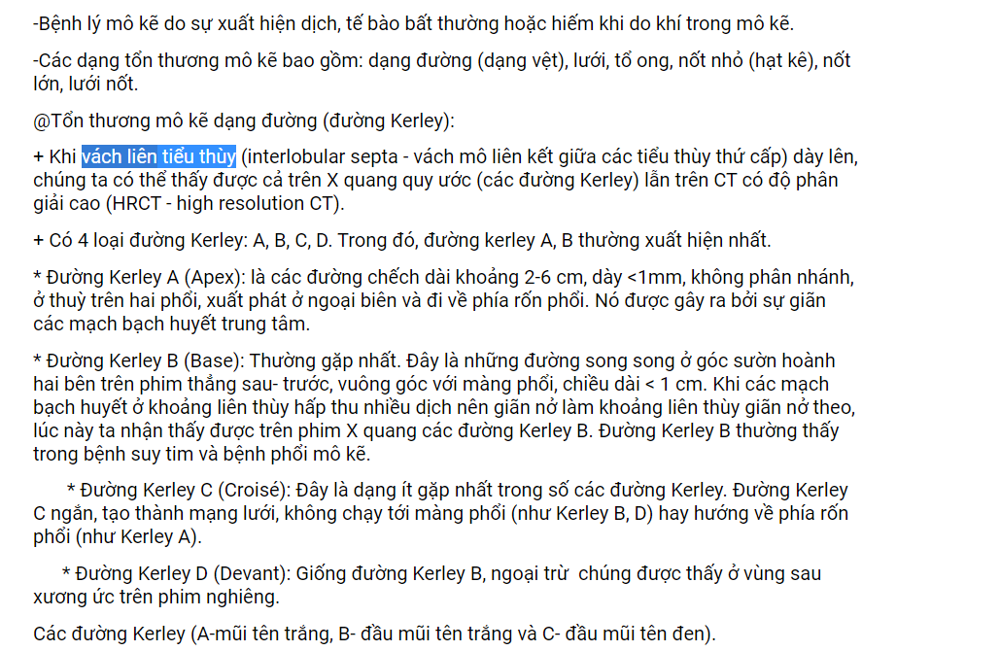 -Bệnh lý mô kẽ do sự xuất hiện dịch, tế bào bất thường hoặc hiếm khi do khí trong mô kẽ.
-Các dạng tổn thương mô kẽ bao gồm: dạng đường (dạng vệt), lưới, tổ ong, nốt nhỏ (hạt kê), nốt
lớn, lưới nốt.
@Tổn thương mô kẽ dạng đường (đường Kerley):
+ Khi vách liên tiểu thùy (interlobular septa - vách mô liên kết giữa các tiểu thùy thứ cấp) dày lên,
chúng ta có thể thấy được cả trên X quang quy ước (các đường Kerley) lẫn trên CT có độ phân
giải cao (HRCT - high resolution CT).
+ Có 4 loại đường Kerley: A, B, C, D. Trong đó, đường kerley A, B thường xuất hiện nhất.
* Đường Kerley A (Apex): là các đường chếch dài khoảng 2-6 cm, dày <1mm, không phân nhánh,
ở thuỳ trên hai phổi, xuất phát ở ngoại biên và đi về phía rốn phổi. Nó được gây ra bởi sự giãn
các mạch bạch huyết trung tâm.
* Đường Kerley B (Base): Thường gặp nhất. Đây là những đường song song ở góc sườn hoành
hai bên trên phim thẳng sau- trước, vuông góc với màng phổi, chiều dài < 1 cm. Khi các mạch
bạch huyết ở khoảng liên thùy hấp thu nhiều dịch nên giãn nở làm khoảng liên thùy giãn nở theo,
lúc này ta nhận thấy được trên phim X quang các đường Kerley B. Đường Kerley B thường thấy
trong bệnh suy tim và bệnh phổi mô kẽ.
* Đường Kerley C (Croisé): Đây là dạng ít gặp nhất trong số các đường Kerley. Đường Kerley
C ngắn, tạo thành mạng lưới, không chạy tới màng phổi (như Kerley B, D) hay hướng về phía rốn
phổi (như Kerley A).
* Đường Kerley D (Devant): Giống đường Kerley B, ngoại trừ  chúng được thấy ở vùng sau
xương ức trên phim nghiêng.
Các đường Kerley (A-mũi tên trắng, B- đầu mũi tên trắng và C- đầu mũi tên đen).